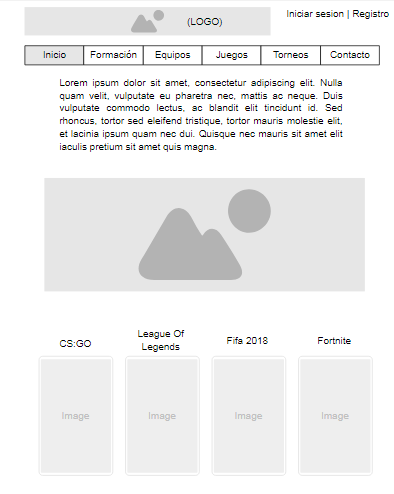 (LOGO)
Iniciar sesion | Registro
Inicio Formación Equipos Juegos Torneos Contacto
Lorem ipsum dolor sit amet, consectetur adipiscing elit. Nulla
quam velit, vulputate eu pharetra nec, mattis ac neque. Duis
vulputate commodo lectus, ac blandit elit tincidunt id. Sed
rhoncus, tortor sed eleifend tristique, tortor mauris molestie elit,
et lacinia ipsum quam nec dui. Quisque nec mauris sit amet elit
iaculis pretium sit amet quis magna.
CS:GO
League Of
Legends
Fifa 2018
Fortnite
Image
Image
Image
Image